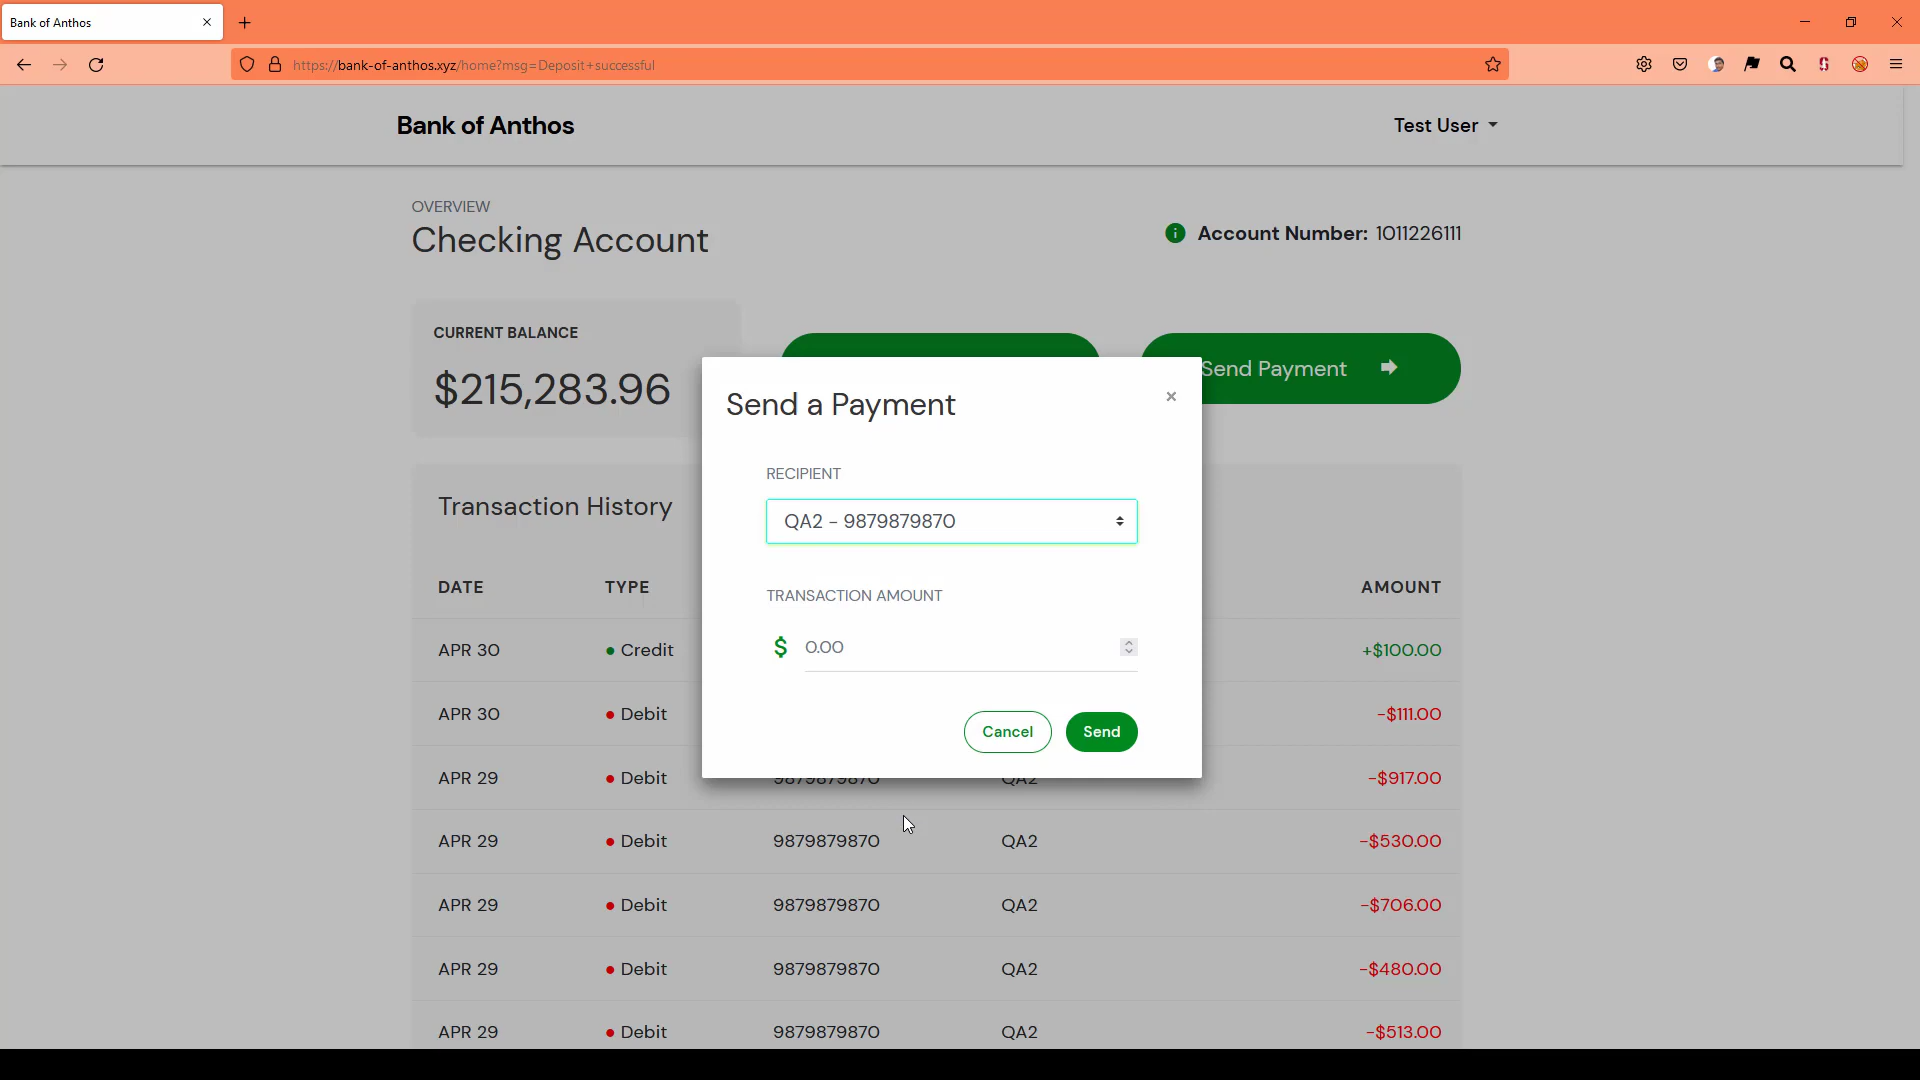 Bank of Anthos
https://bank-of-anthos.xyz/home?msg=Deposit+successful
Bank of Anthos
Test User
OVERVIEW
Checking Account
Account Number: 1011226111
CURRENT BALANCE
$215,283.96
Send Payment
Send a Payment
×
RECIPIENT
QA2 - 9879879870
TRANSACTION AMOUNT
$ 0.00
Cancel
Send
Transaction History
DATE TYPE AMOUNT
APR 30 Credit +$100.00
APR 30 Debit -$111.00
APR 29 Debit 9879879870 QA2 -$917.00
APR 29 Debit 9879879870 QA2 -$530.00
APR 29 Debit 9879879870 QA2 -$706.00
APR 29 Debit 9879879870 QA2 -$480.00
APR 29 Debit 9879879870 QA2 -$513.00